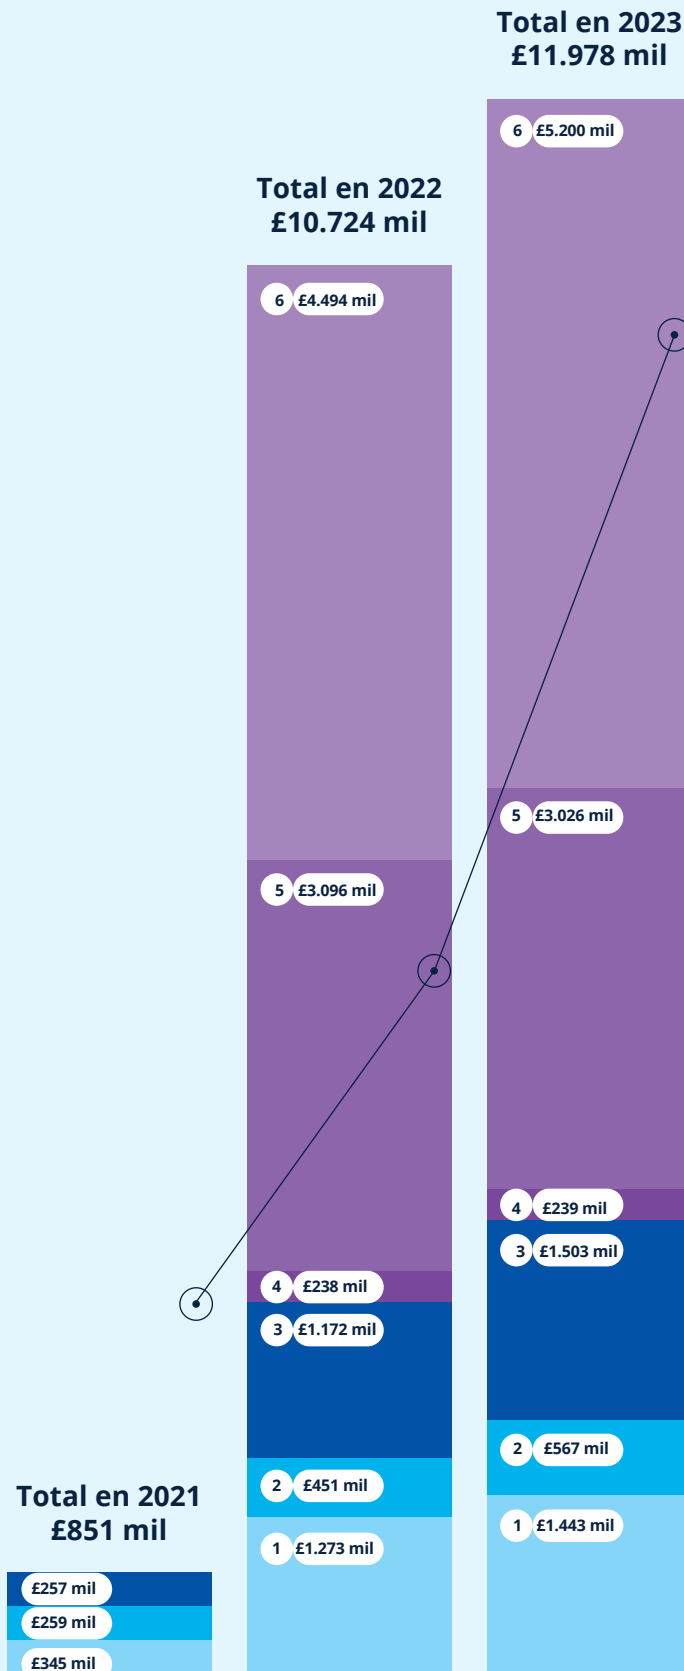 Total en 2023
£11.978 mil
6 £5.200 mil
5 £3.026 mil
4 £239 mil
3 £1.503 mil
2 £567 mil
1 £1.443 mil
Total en 2022
£10.724 mil
6 £4.494 mil
5 £3.096 mil
4 £238 mil
3 £1.172 mil
2 £451 mil
1 £1.273 mil
Total en 2021
£851 mil
£257 mil
£259 mil
£345 mil